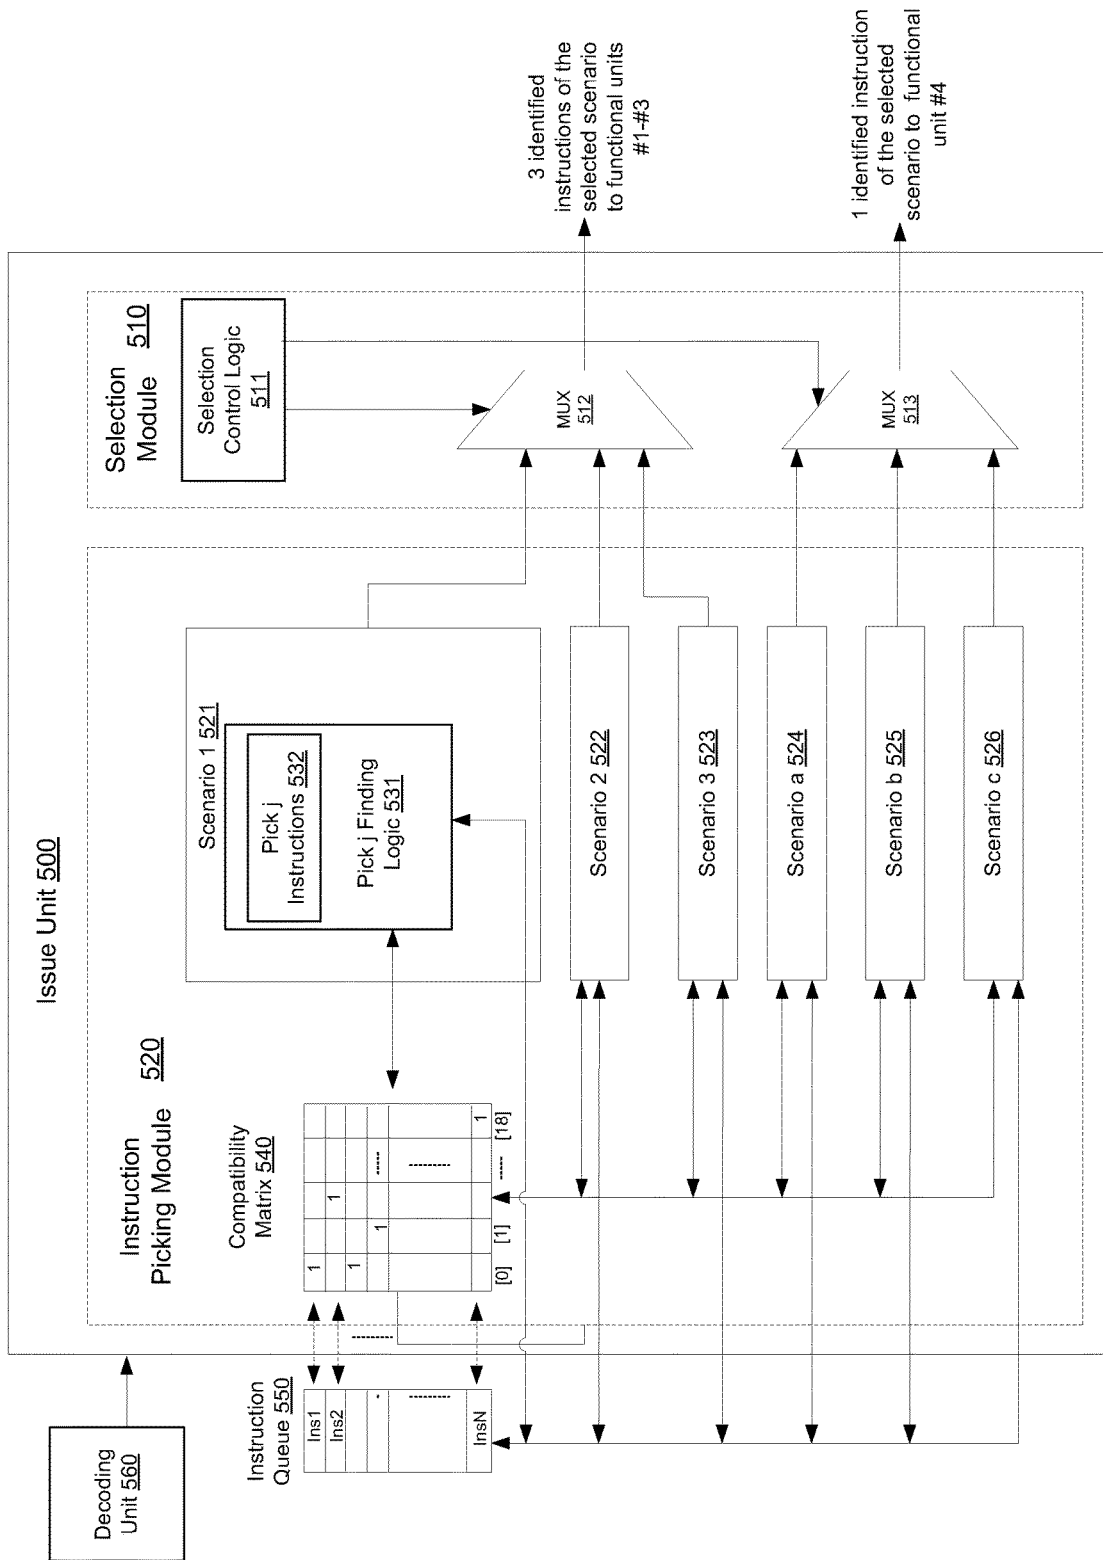 Issue Unit 500
Decoding
Unit 560
Instruction
Queue 550
Ins1
Ins2
InsN
Instruction
Picking Module 520
Compatibility
Matrix 540
1
1
1
1
1
[0]
[1]
[18]
Scenario 1 521
Pick j
Instructions 532
Pick j Finding
Logic 531
Scenario 2 522
Scenario 3 523
Scenario a 524
Scenario b 525
Scenario c 526
Selection
Module 510
Selection
Control Logic
511
MUX
512
MUX
513
3 identified
instructions of the
selected scenario
to functional units
#1-#3
1 identified instruction
of the selected
scenario to functional
unit #4